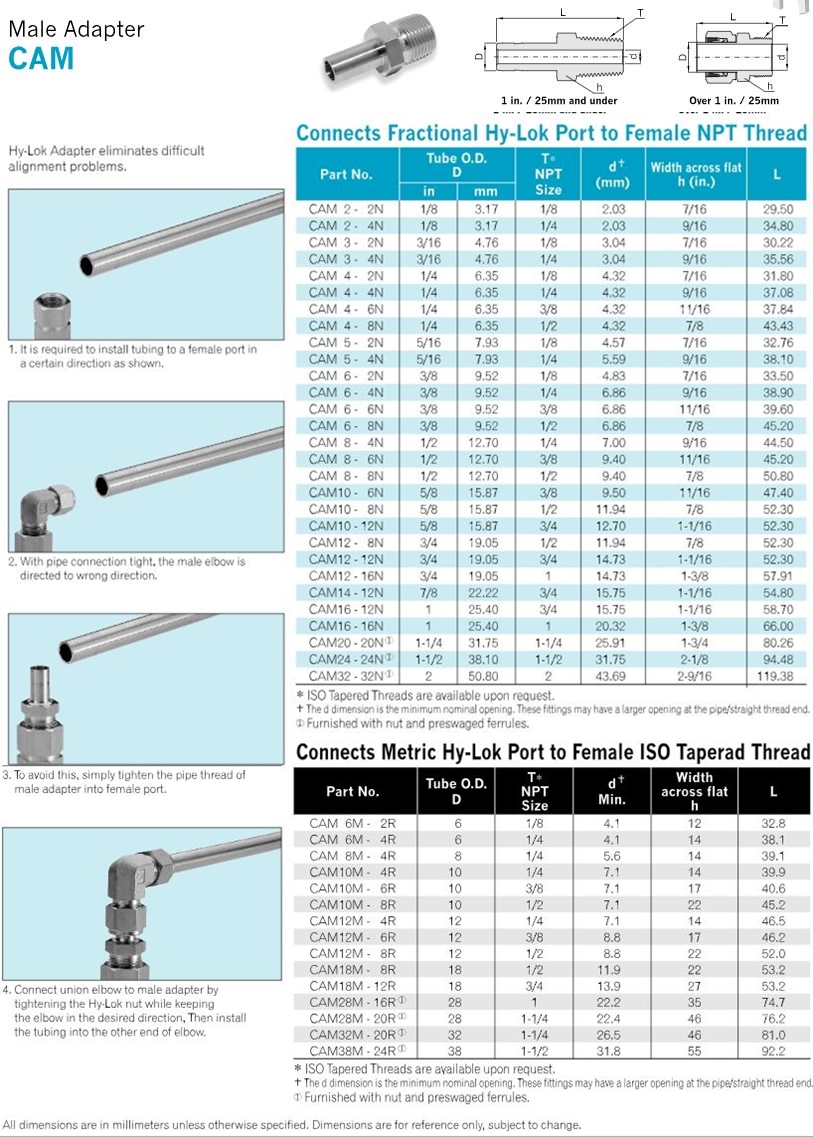 Male Adapter
CAM
L
T
D
d
h
1 in. / 25mm and under
L
T
D
d
h
Over 1 in. / 25mm
Hy-Lok Adapter eliminates difficult
alignment problems.
1. It is required to install tubing to a female port in
a certain direction as shown.
2. With pipe connection tight, the male elbow is
directed to wrong direction.
3. To avoid this, simply tighten the pipe thread of
male adapter into female port.
4. Connect union elbow to male adapter by
tightening the Hy-Lok nut while keeping
the elbow in the desired direction, Then install
the tubing into the other end of elbow.
Connects Fractional Hy-Lok Port to Female NPT Thread
Part No. Tube O.D. D in mm T* NPT Size d† (mm) Width across flat h (in.) L
CAM 2 - 2N 1/8 3.17 1/8 2.03 7/16 29.50
CAM 2 - 4N 1/8 3.17 1/4 2.03 9/16 34.80
CAM 3 - 2N 3/16 4.76 1/8 3.04 7/16 30.22
CAM 3 - 4N 3/16 4.76 1/4 3.04 9/16 35.56
CAM 4 - 2N 1/4 6.35 1/8 4.32 7/16 31.80
CAM 4 - 4N 1/4 6.35 1/4 4.32 9/16 37.08
CAM 4 - 6N 1/4 6.35 3/8 4.32 11/16 37.84
CAM 4 - 8N 1/4 6.35 1/2 4.32 7/8 43.43
CAM 5 - 2N 5/16 7.93 1/8 4.57 7/16 32.76
CAM 5 - 4N 5/16 7.93 1/4 5.59 9/16 38.10
CAM 6 - 2N 3/8 9.52 1/8 4.83 7/16 33.50
CAM 6 - 4N 3/8 9.52 1/4 6.86 9/16 38.90
CAM 6 - 6N 3/8 9.52 3/8 6.86 11/16 39.60
CAM 6 - 8N 3/8 9.52 1/2 6.86 7/8 45.20
CAM 8 - 4N 1/2 12.70 1/4 7.00 9/16 44.50
CAM 8 - 6N 1/2 12.70 3/8 9.40 11/16 45.20
CAM 8 - 8N 1/2 12.70 1/2 9.40 7/8 50.80
CAM10 - 6N 5/8 15.87 3/8 9.50 11/16 47.40
CAM10 - 8N 5/8 15.87 1/2 11.94 7/8 52.30
CAM10 - 12N 5/8 15.87 3/4 12.70 1-1/16 52.30
CAM12 - 8N 3/4 19.05 1/2 11.94 7/8 52.30
CAM12 - 12N 3/4 19.05 3/4 14.73 1-1/16 52.30
CAM12 - 16N 3/4 19.05 1 14.73 1-3/8 57.91
CAM14 - 12N 7/8 22.22 3/4 15.75 1-1/16 54.80
CAM16 - 12N 1 25.40 3/4 15.75 1-1/16 58.70
CAM16 - 16N 1 25.40 1 20.32 1-3/8 66.00
CAM20 - 20N① 1-1/4 31.75 1-1/4 25.91 1-3/4 80.26
CAM24 - 24N① 1-1/2 38.10 1-1/2 31.75 2-1/8 94.48
CAM32 - 32N① 2 50.80 2 43.69 2-9/16 119.38
* ISO Tapered Threads are available upon request.
† The d dimension is the minimum nominal opening. These fittings may have a larger opening at the pipe/straight thread end.
① Furnished with nut and preswaged ferrules.
Connects Metric Hy-Lok Port to Female ISO Taperad Thread
Part No. Tube O.D. D T* NPT Size d† Min. Width across flat h L
CAM 6M - 2R 6 1/8 4.1 12 32.8
CAM 6M - 4R 6 1/4 4.1 14 38.1
CAM 8M - 4R 8 1/4 5.6 14 39.1
CAM10M - 4R 10 1/4 7.1 14 39.9
CAM10M - 6R 10 3/8 7.1 17 40.6
CAM10M - 8R 10 1/2 7.1 22 45.2
CAM12M - 4R 12 1/4 7.1 14 46.5
CAM12M - 6R 12 3/8 8.8 17 46.2
CAM12M - 8R 12 1/2 8.8 22 52.0
CAM18M - 8R 18 1/2 11.9 22 53.2
CAM18M - 12R 18 3/4 13.9 27 53.2
CAM28M - 16R① 28 1 22.2 35 74.7
CAM28M - 20R① 28 1-1/4 22.4 46 76.2
CAM32M - 20R① 32 1-1/4 26.5 46 81.0
CAM38M - 24R① 38 1-1/2 31.8 55 92.2
* ISO Tapered Threads are available upon request.
† The d dimension is the minimum nominal opening. These fittings may have a larger opening at the pipe/straight thread end.
① Furnished with nut and preswaged ferrules.
All dimensions are in millimeters unless otherwise specified. Dimensions are for reference only, subject to change.